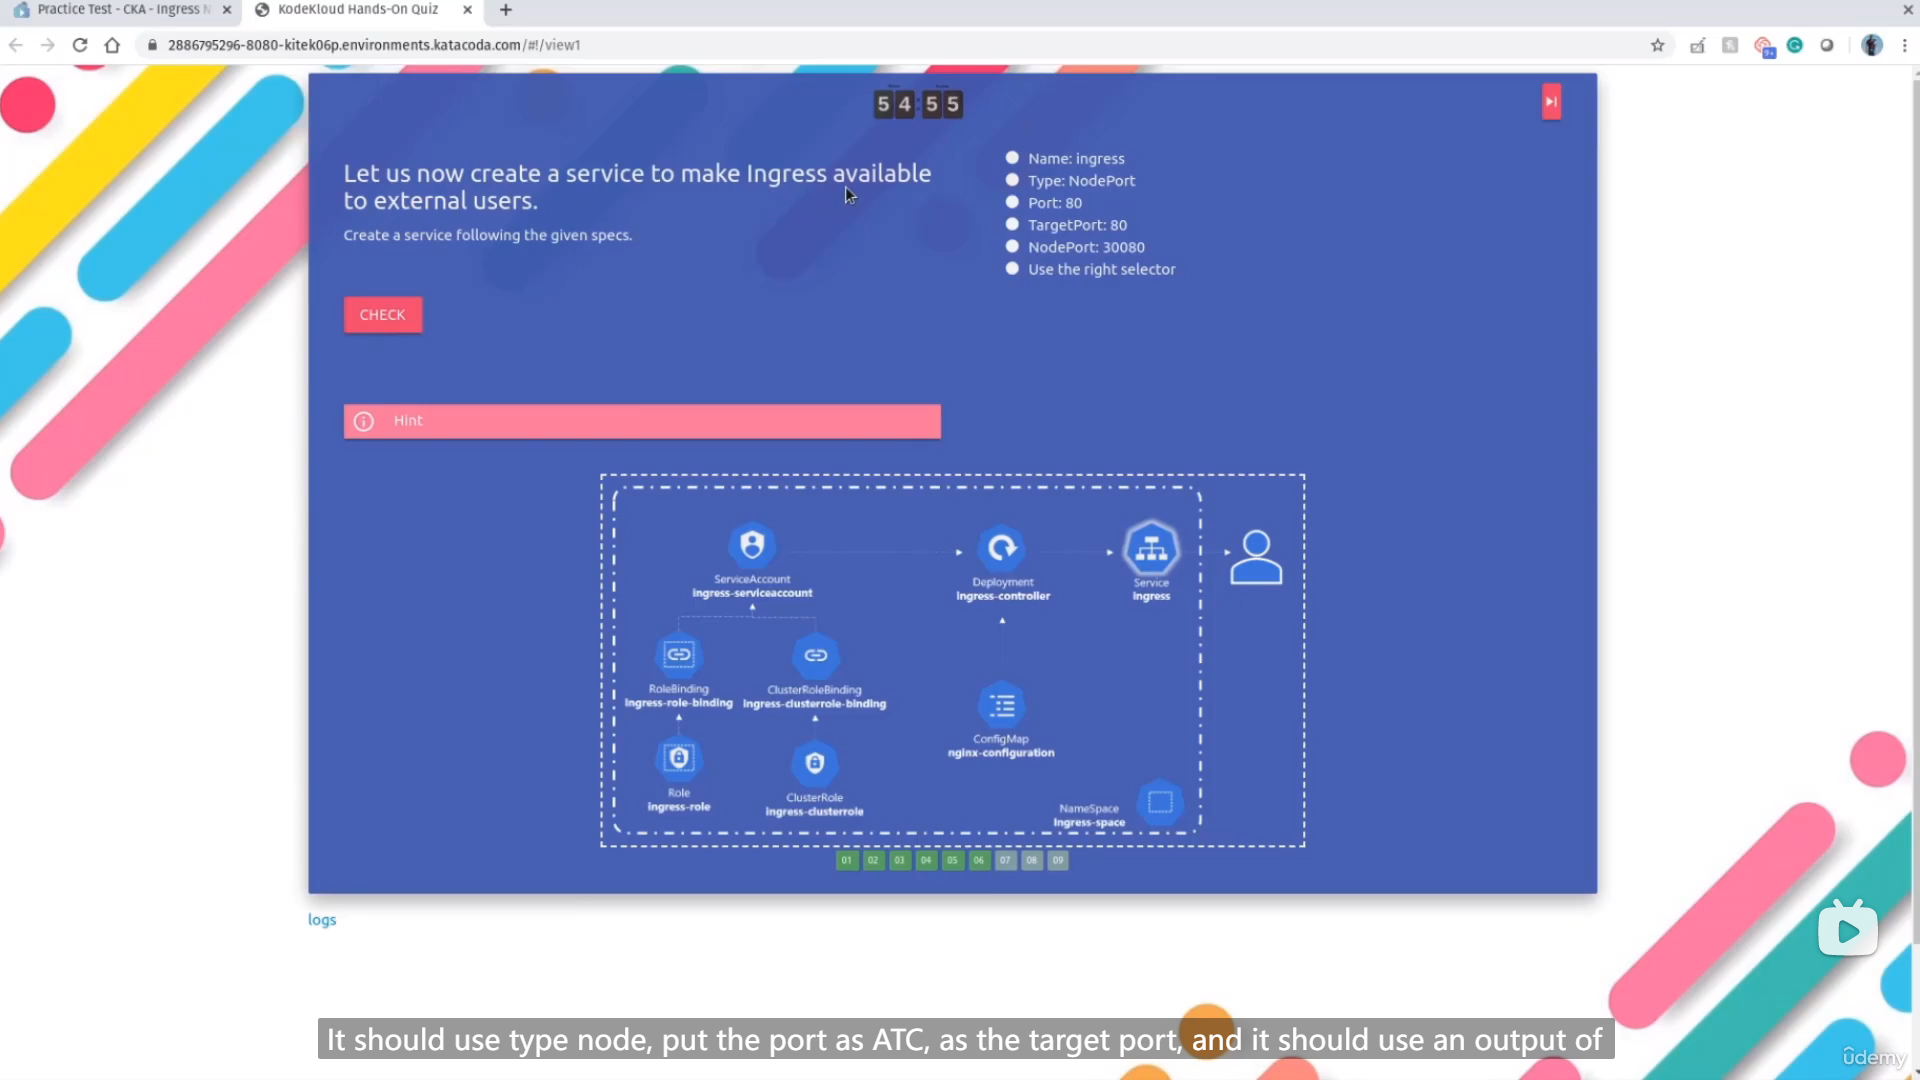 Practice Test - CKA - Ingress N
KodeKloud Hands-On Quiz
2886795296-8080-kitek06p.environments.katacoda.com/#!/view1
9+
54:55
Let us now create a service to make Ingress available
to external users.
Create a service following the given specs.
CHECK
Name: ingress
Type: NodePort
Port: 80
TargetPort: 80
NodePort: 30080
Use the right selector
Hint
ServiceAccount
ingress-serviceaccount
Deployment
ingress-controller
Service
ingress
RoleBinding
ingress-role-binding
ClusterRoleBinding
ingress-clusterrole-binding
ConfigMap
nginx-configuration
Role
ingress-role
ClusterRole
ingress-clusterrole
NameSpace
ingress-space
01 02 03 04 05 06 07 08 09
logs
It should use type node, put the port as ATC, as the target port, and it should use an output of
ûdemy